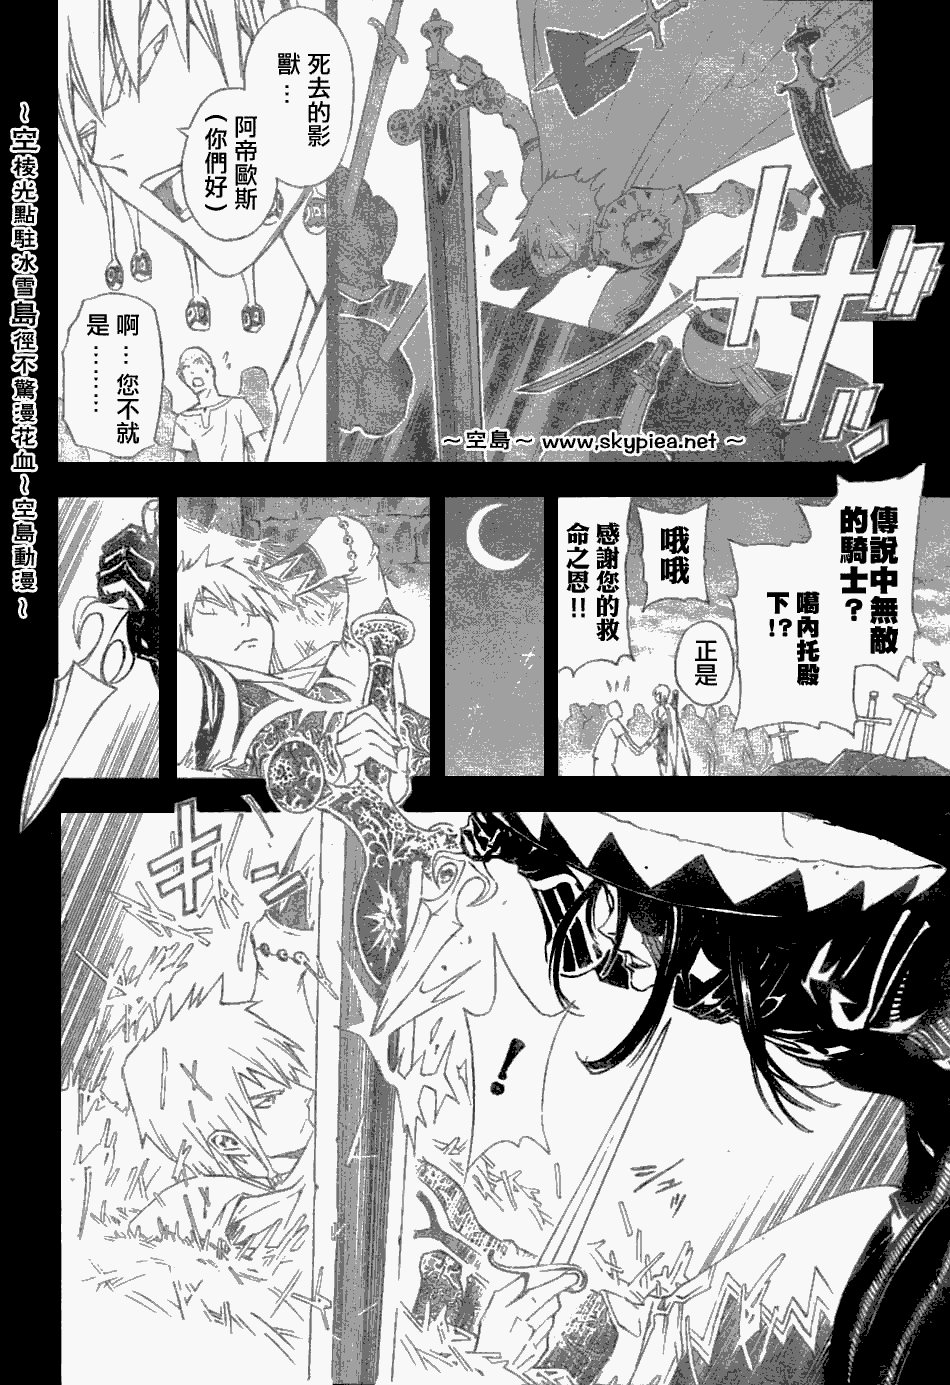 死去的影
獸…
阿帝歐斯
(你們好)
啊…您不就
是………
～空島～ www.skypiea.net ～
～空棱光點駐冰雪島徑不驚漫花血～空島動漫～
傳說中無敵
的騎士？
噶內托殿
下!?
正是
哦哦
感謝您的救
命之恩!!
！